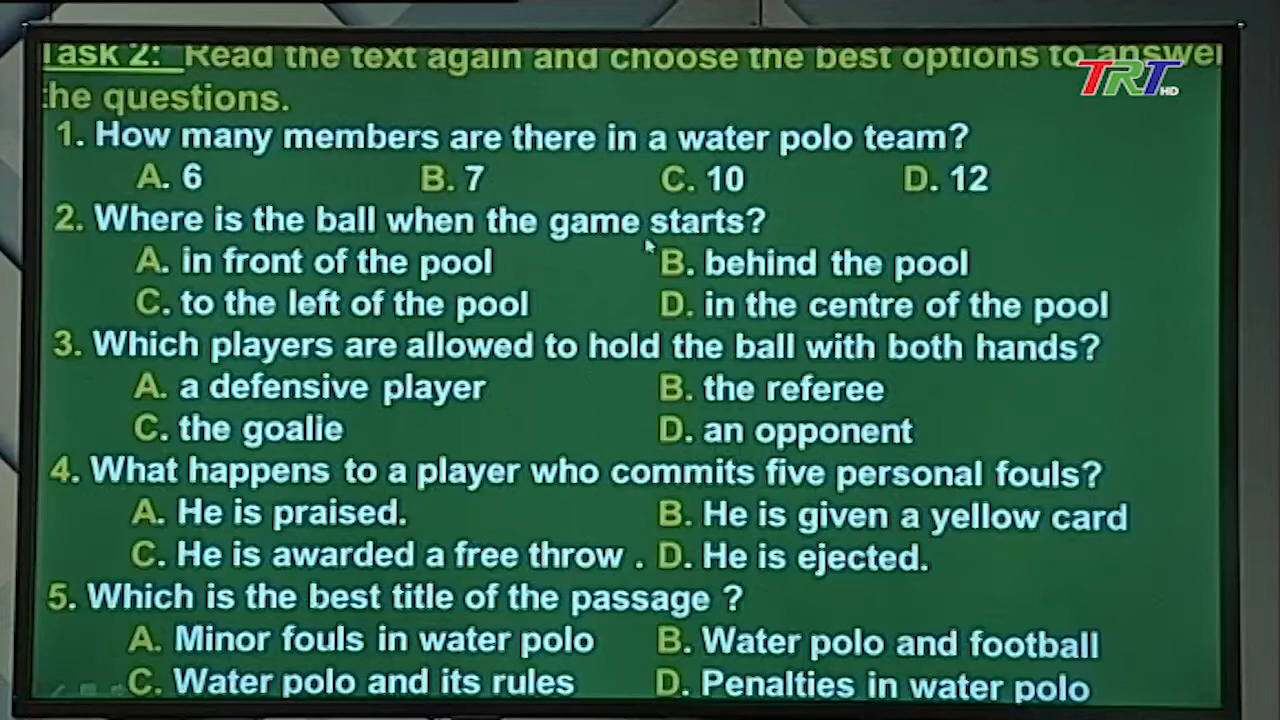 Task 2: Read the text again and choose the best options to answer
the questions.
TRT HD
1. How many members are there in a water polo team?
A. 6 B. 7 C. 10 D. 12
2. Where is the ball when the game starts?
A. in front of the pool B. behind the pool
C. to the left of the pool D. in the centre of the pool
3. Which players are allowed to hold the ball with both hands?
A. a defensive player B. the referee
C. the goalie D. an opponent
4. What happens to a player who commits five personal fouls?
A. He is praised. B. He is given a yellow card
C. He is awarded a free throw . D. He is ejected.
5. Which is the best title of the passage ?
A. Minor fouls in water polo B. Water polo and football
C. Water polo and its rules D. Penalties in water polo